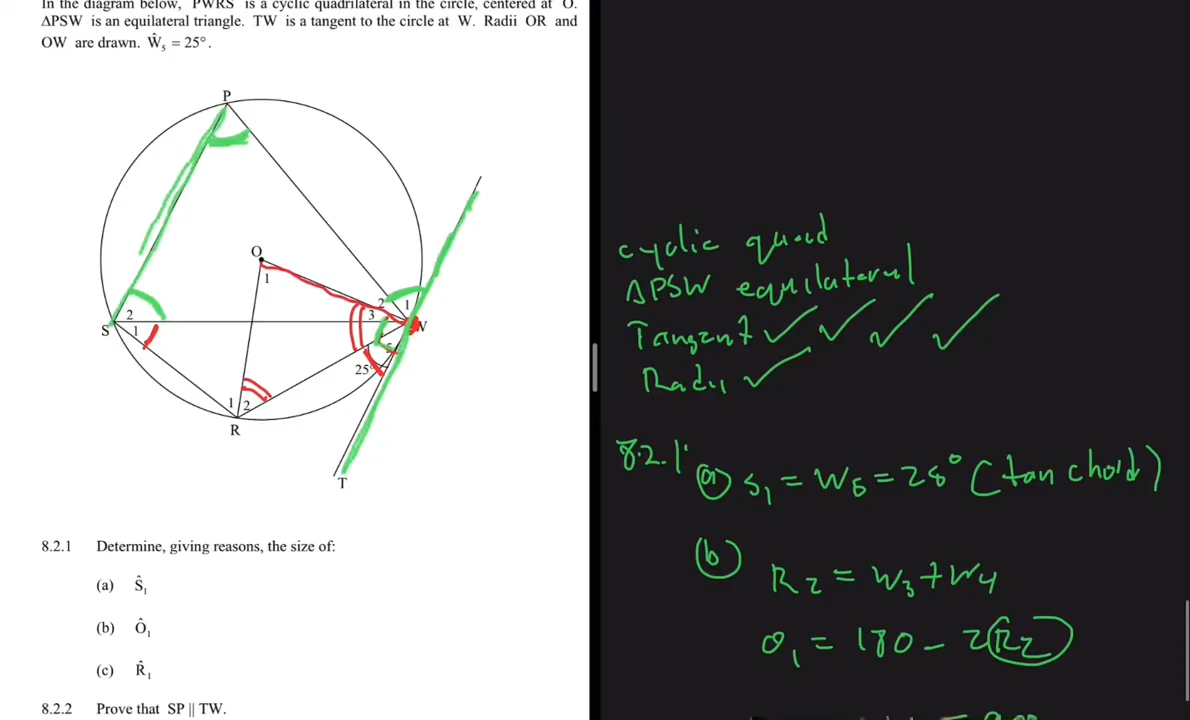 In the diagram below, PWRS is a cyclic quadrilateral in the circle, centered at O.
ΔPSW is an equilateral triangle. TW is a tangent to the circle at W. Radii OR and
OW are drawn. Ŵ₅ = 25°.
P
O
1
2
1
3
S
2
1
W
5
25°
1
2
R
T
8.2.1 Determine, giving reasons, the size of:
(a) Ŝ₁
(b) Ô₁
(c) R̂₁
8.2.2 Prove that SP || TW.
cyclic quad
ΔPSW equilateral
Tangent ✓ ✓ ✓ ✓
Radii ✓
8.2.1
(a) S₁ = W₅ = 25° (tan chord)
(b)
R₂ = W₃ + W₄
O₁ = 180 - 2(R₂)